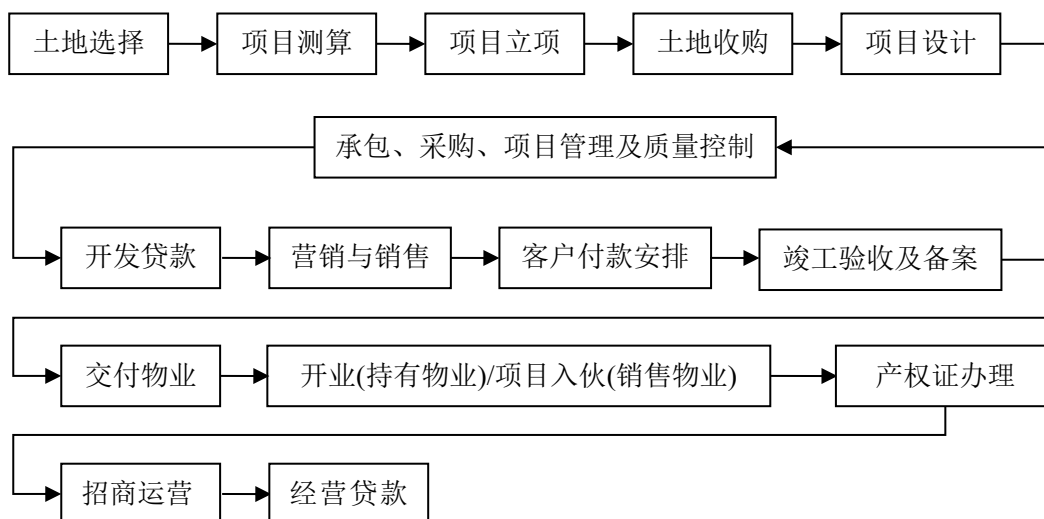 土地选择 项目测算 项目立项 土地收购 项目设计
承包、采购、项目管理及质量控制
开发贷款 营销与销售 客户付款安排 竣工验收及备案
交付物业 开业(持有物业)/项目入伙(销售物业) 产权证办理
招商运营 经营贷款